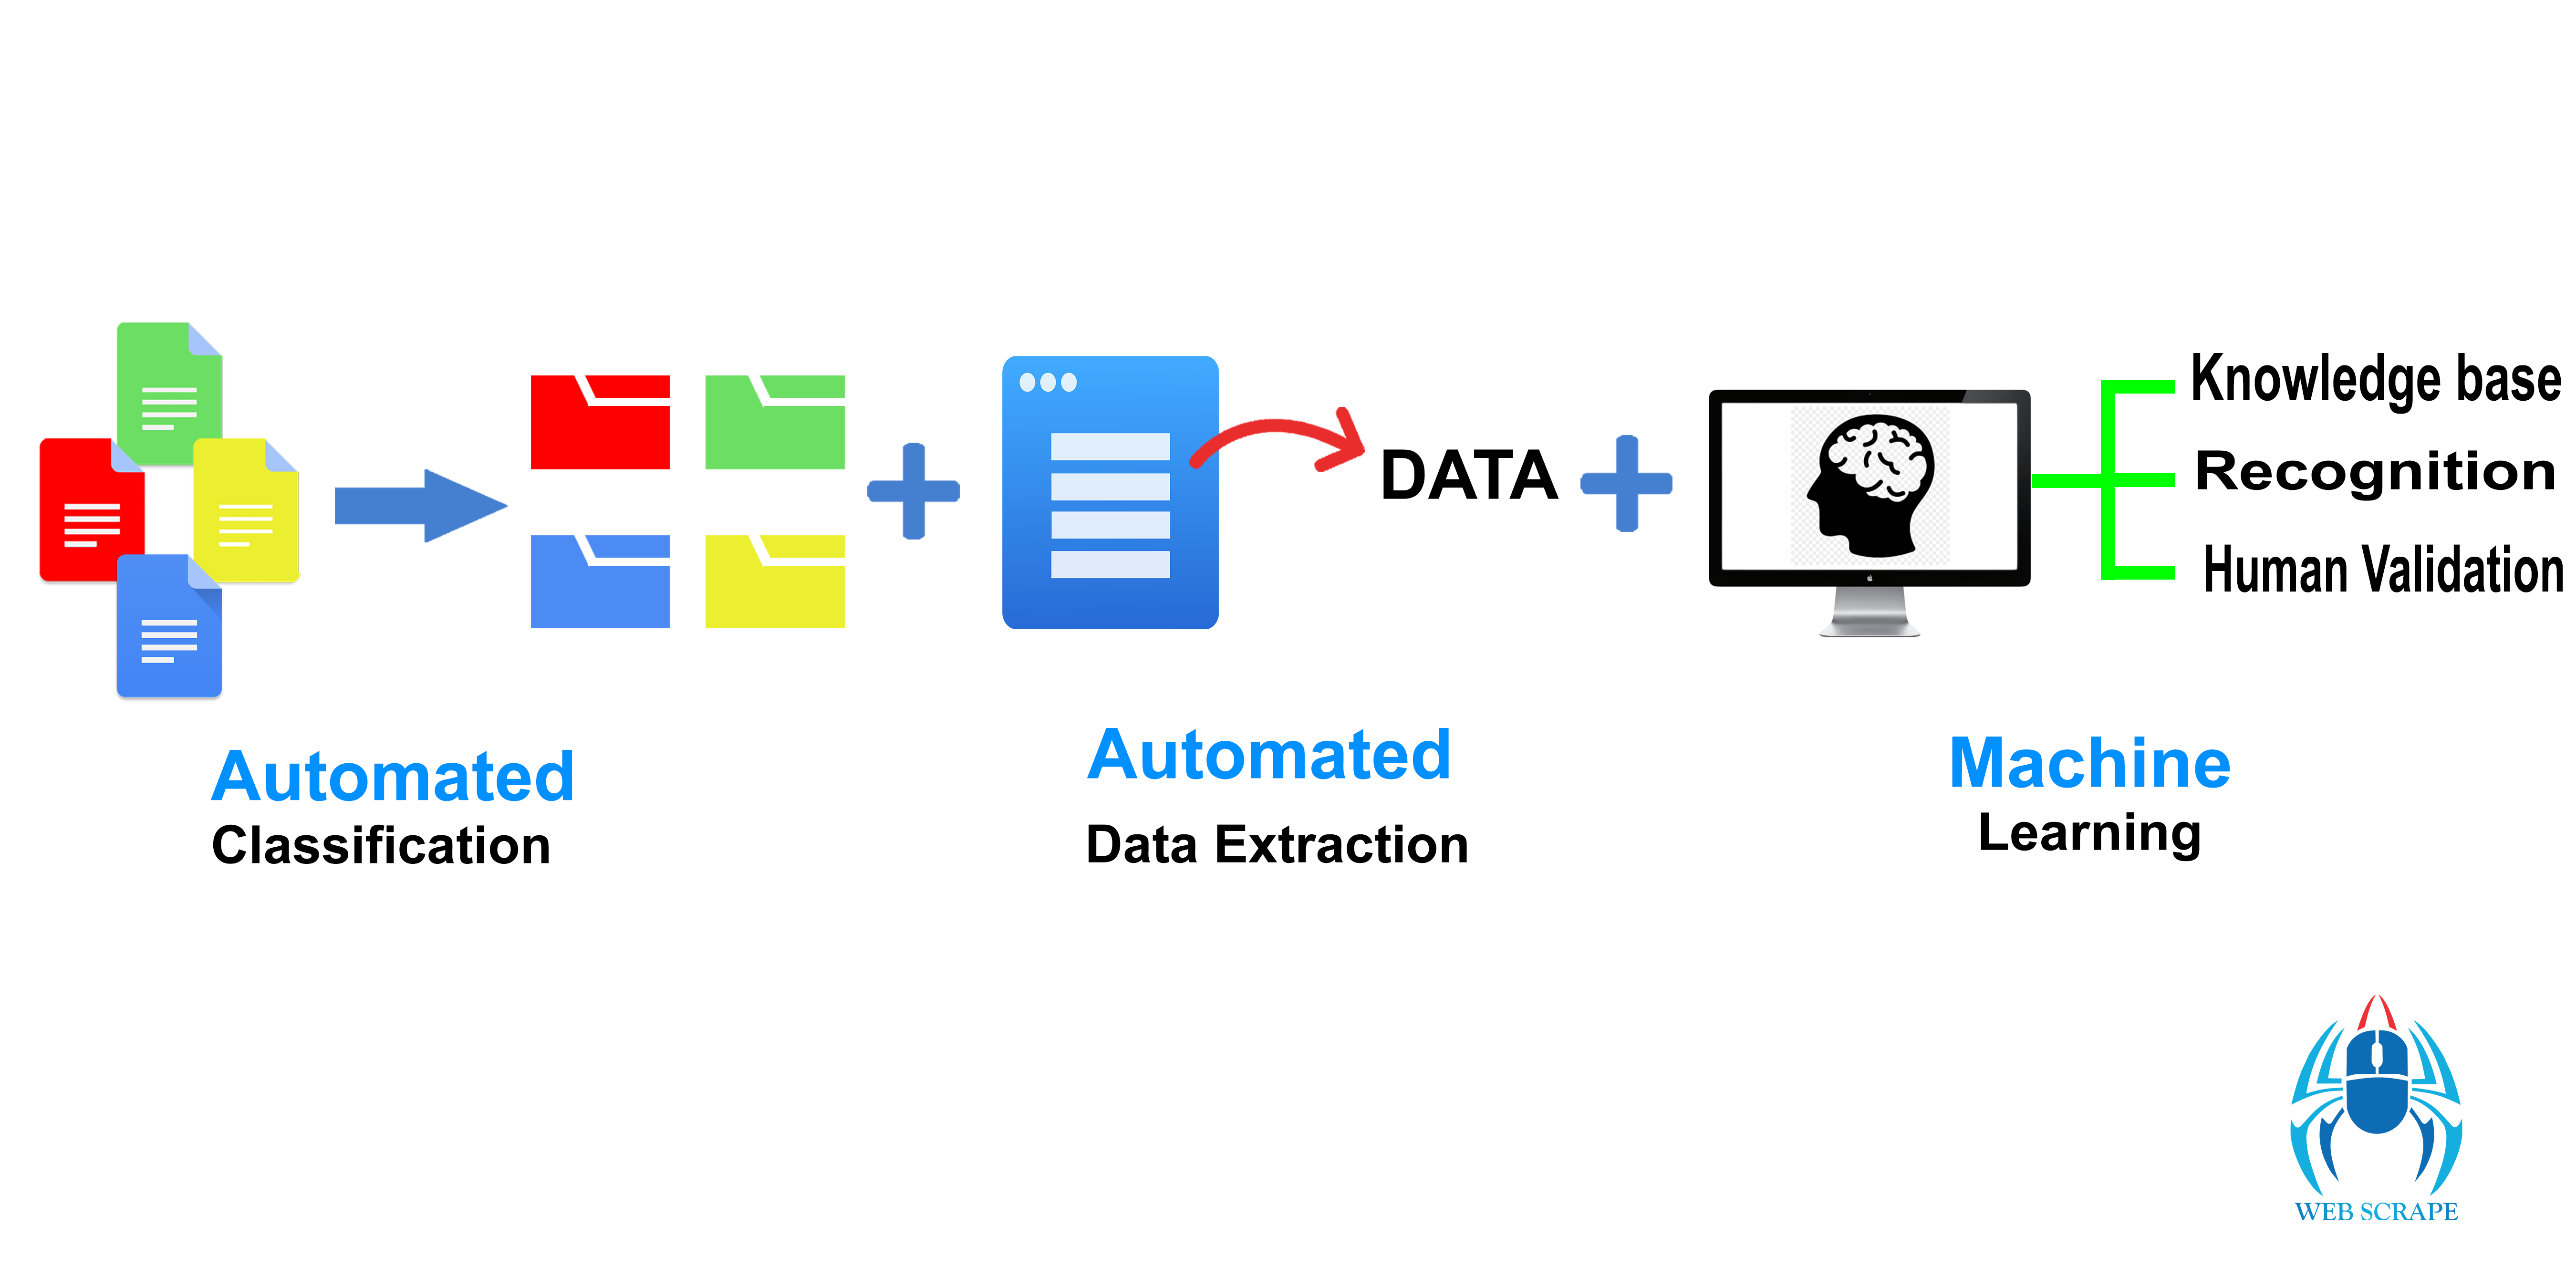 Knowledge base
DATA
Recognition
Human Validation
Automated
Classification
Automated
Data Extraction
Machine
Learning
WEB SCRAPE